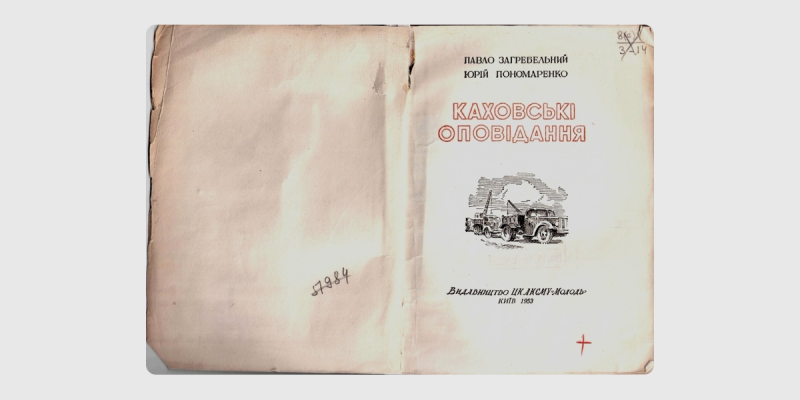 57984
ПАВЛО ЗАГРЕБЕЛЬНИЙ
ЮРІЙ ПОНОМАРЕНКО
КАХОВСЬКІ
ОПОВІДАННЯ
Видавництво ЦК ЛКСМУ „Молодь"
КИЇВ 1953